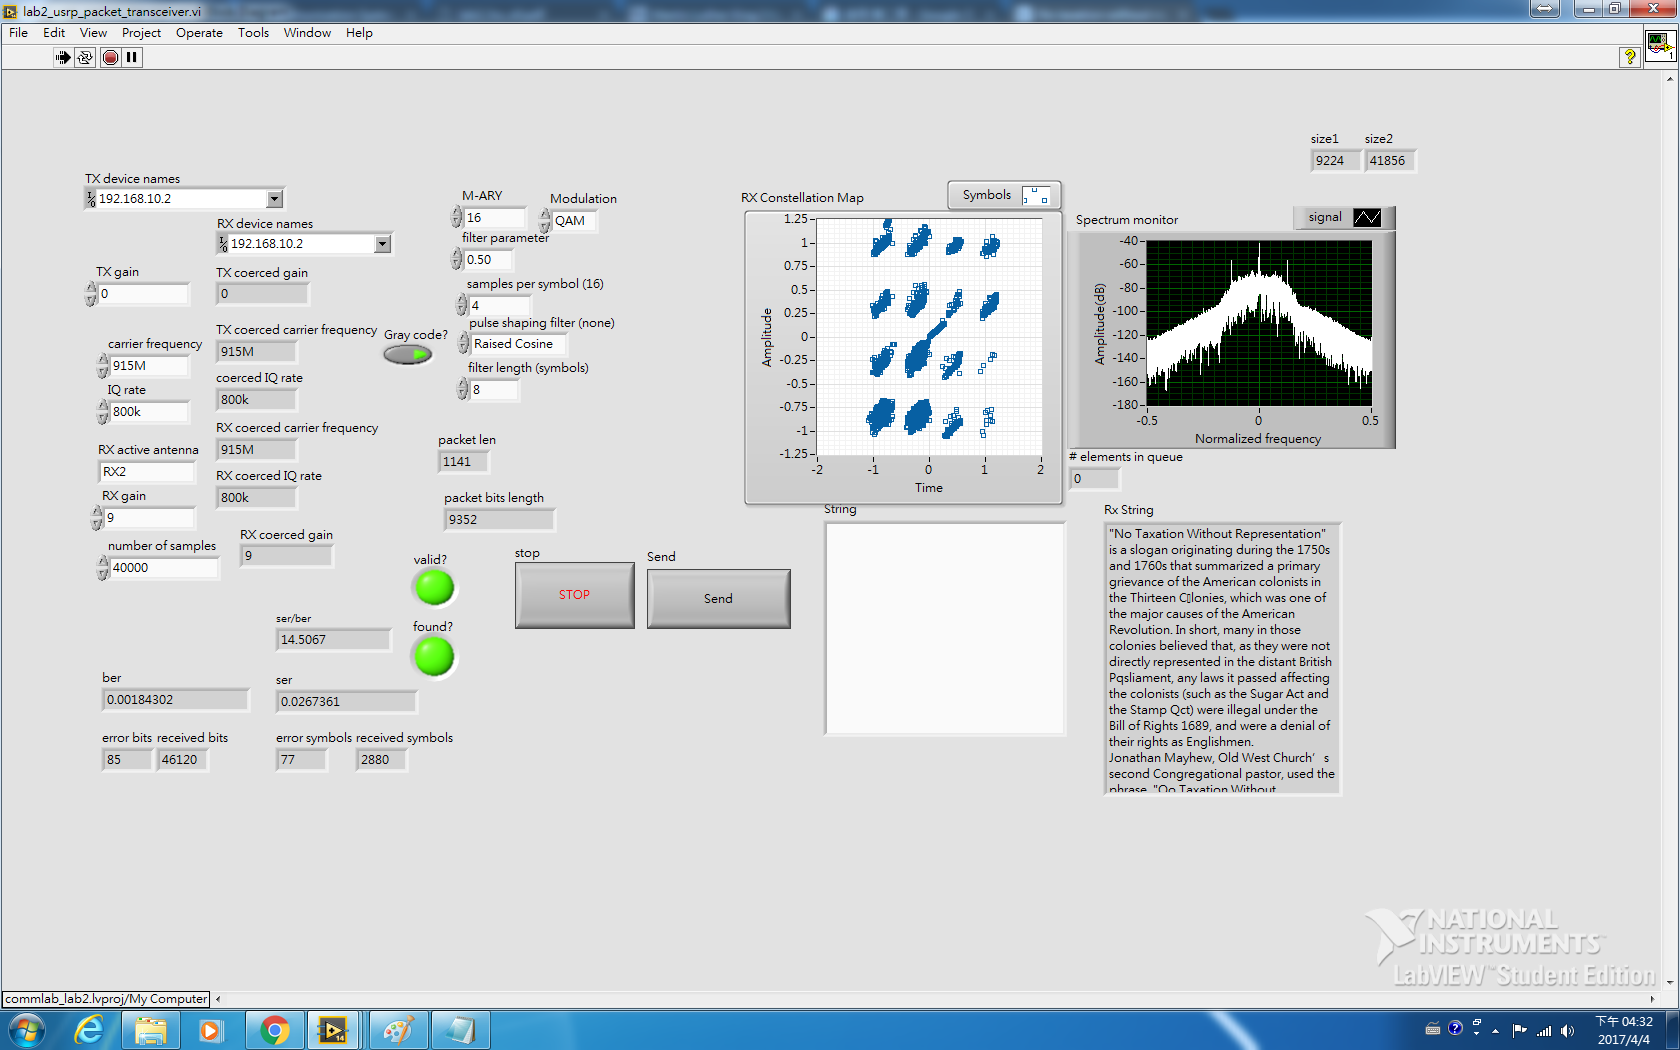 lab2_usrp_packet_transceiver.vi
File Edit View Project Operate Tools Window Help
size1 size2
9224 41856
TX device names
192.168.10.2
RX device names
192.168.10.2
TX gain
0
TX coerced gain
0
carrier frequency
915M
TX coerced carrier frequency
915M
IQ rate
800k
coerced IQ rate
800k
RX coerced carrier frequency
915M
RX active antenna
RX2
RX coerced IQ rate
800k
RX gain
9
RX coerced gain
9
number of samples
40000
M-ARY
16
Modulation
QAM
filter parameter
0.50
samples per symbol (16)
4
pulse shaping filter (none)
Raised Cosine
Gray code?
filter length (symbols)
8
packet len
1141
packet bits length
9352
valid?
found?
stop
STOP
Send
Send
ser/ber
14.5067
ber
0.00184302
ser
0.0267361
error bits received bits
85 46120
error symbols received symbols
77 2880
RX Constellation Map
Symbols
Amplitude
1.25
1
0.75
0.5
0.25
0
-0.25
-0.5
-0.75
-1
-1.25
-2 -1 0 1 2
Time
Spectrum monitor
signal
Amplitude(dB)
-40
-60
-80
-100
-120
-140
-160
-180
-0.5 0 0.5
Normalized frequency
# elements in queue
0
String
Rx String
"No Taxation Without Representation"
is a slogan originating during the 1750s
and 1760s that summarized a primary
grievance of the American colonists in
the Thirteen C▯lonies, which was one of
the major causes of the American
Revolution. In short, many in those
colonies believed that, as they were not
directly represented in the distant British
Pqsliament, any laws it passed affecting
the colonists (such as the Sugar Act and
the Stamp Qct) were illegal under the
Bill of Rights 1689, and were a denial of
their rights as Englishmen.
Jonathan Mayhew, Old West Church’s
second Congregational pastor, used the
phrase, "Oo Taxation Without
NATIONAL
INSTRUMENTS™
LabVIEW™ Student Edition
commlab_lab2.lvproj/My Computer
14
下午 04:32
2017/4/4